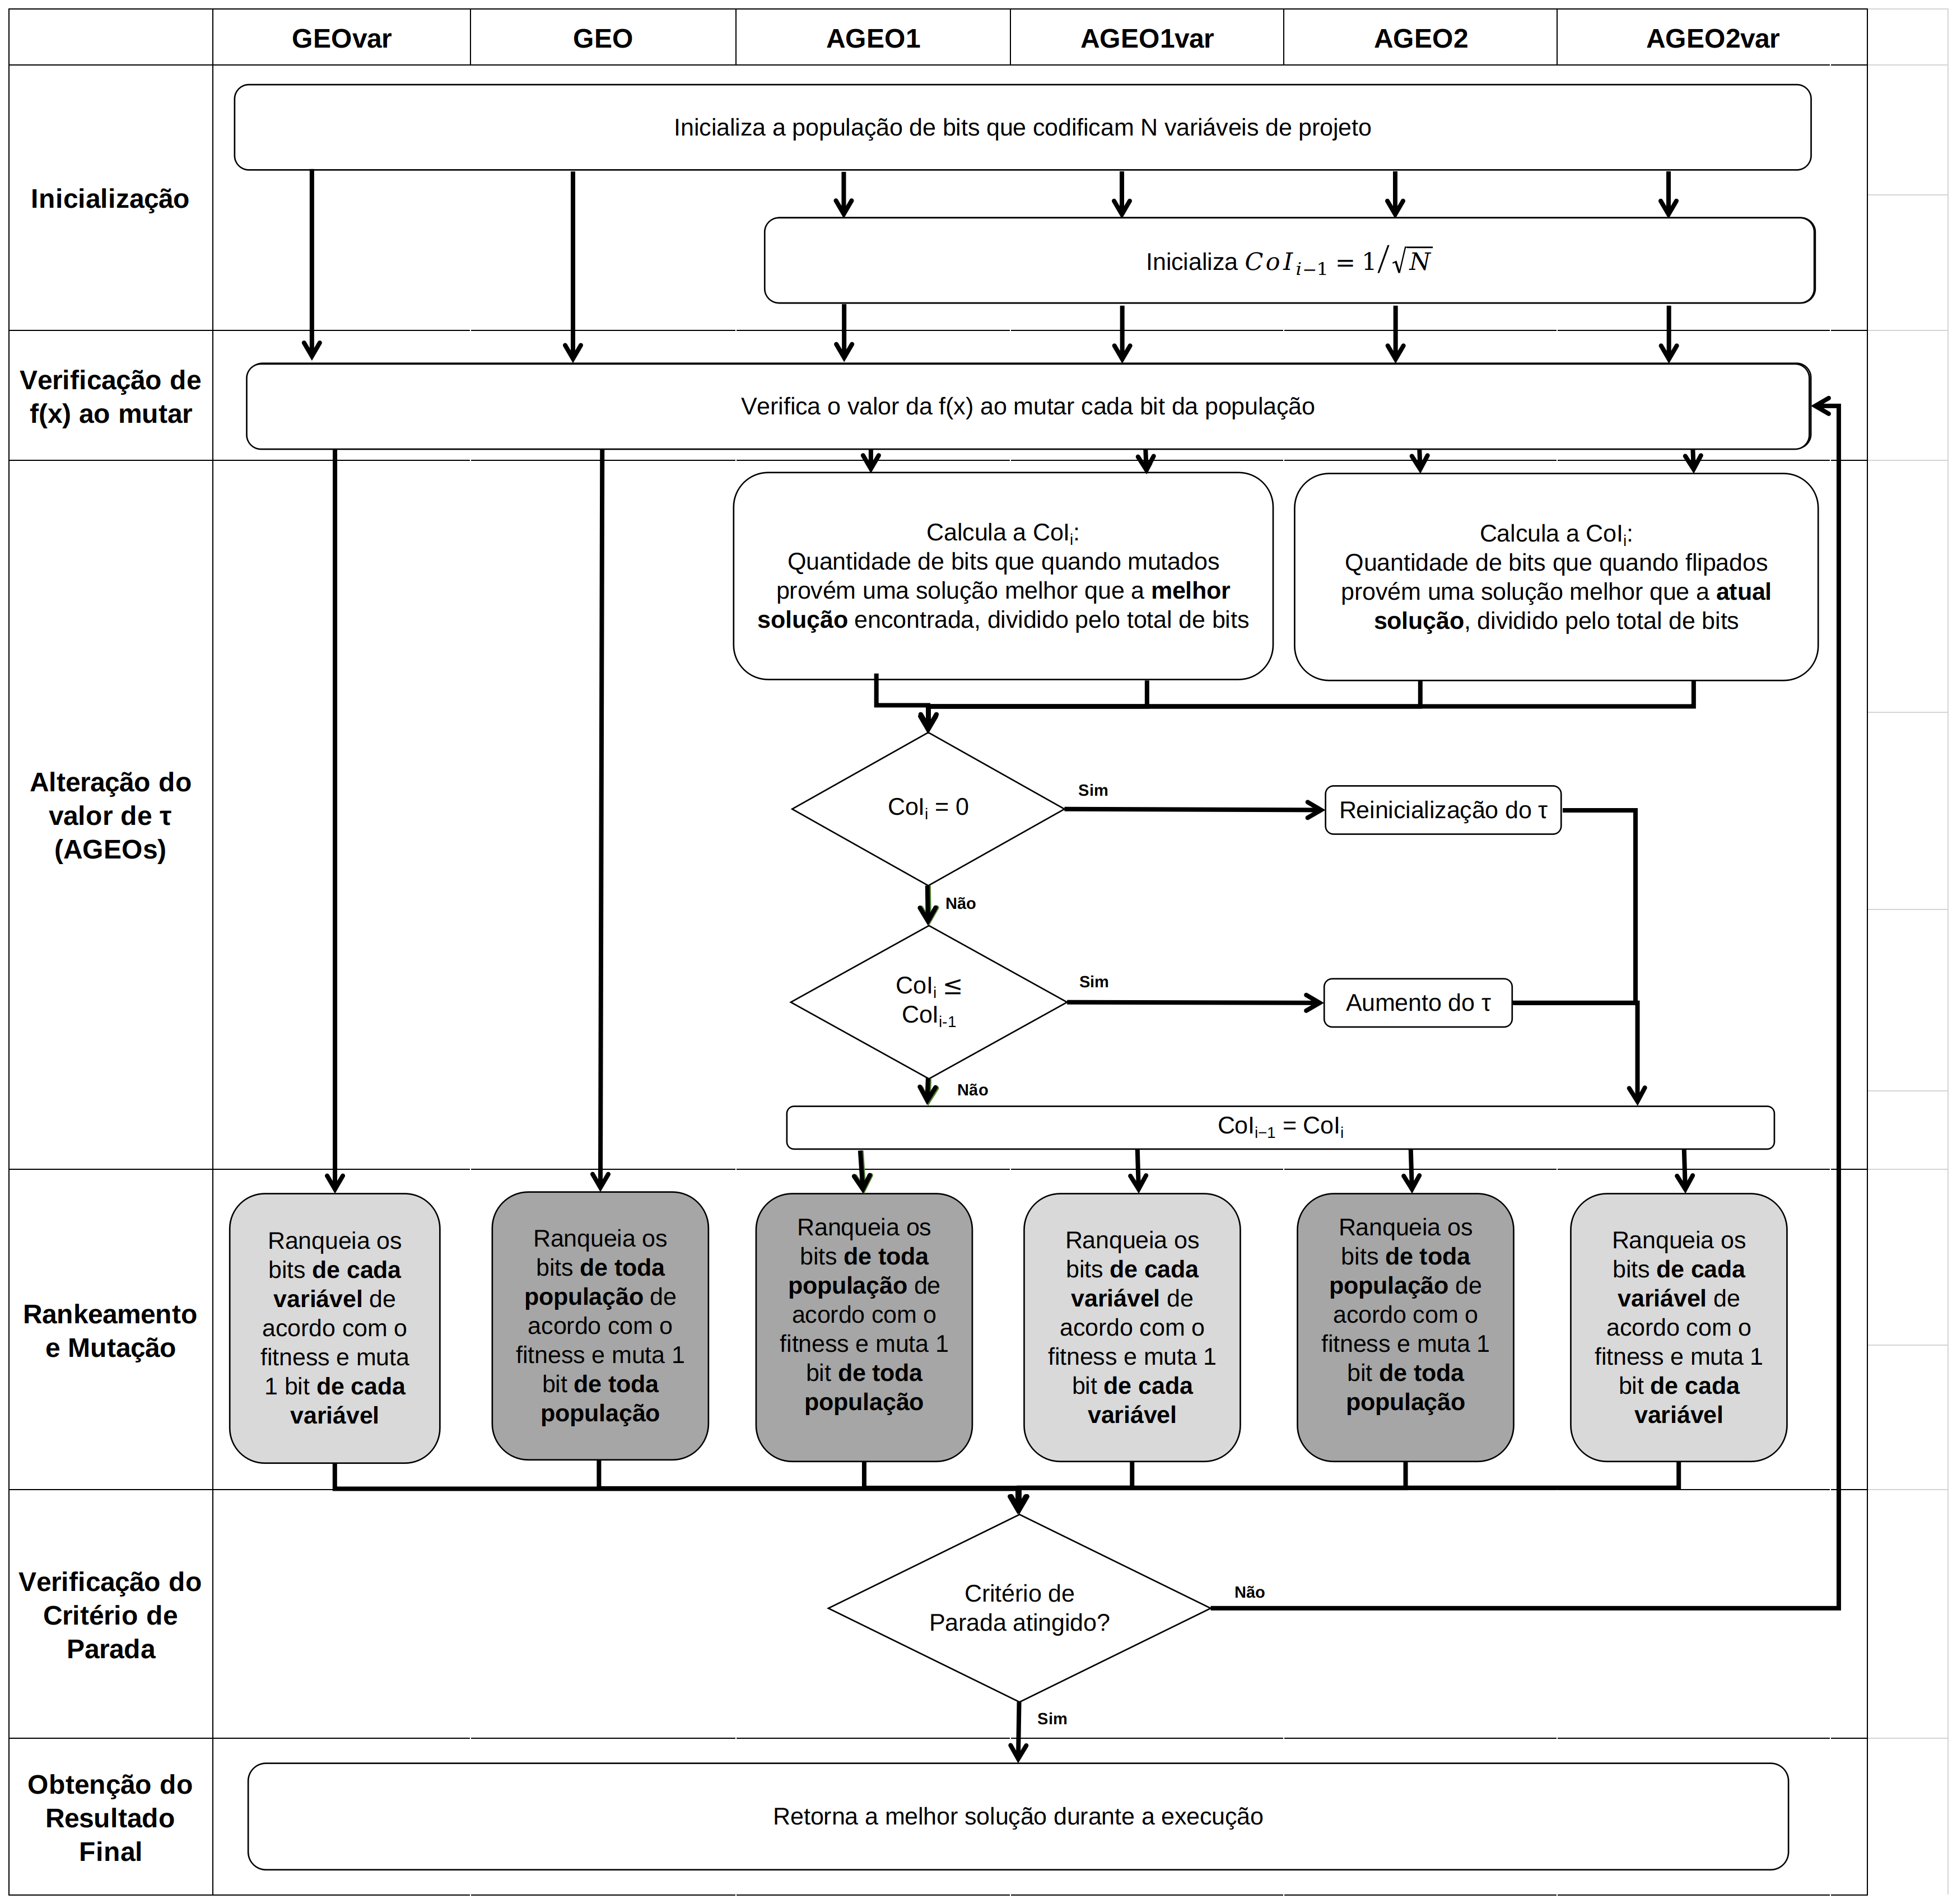 GEOvar GEO AGEO1 AGEO1var AGEO2 AGEO2var
Inicialização
Inicializa a população de bits que codificam N variáveis de projeto
Inicializa CoI i−1 = 1/√N
Verificação de
f(x) ao mutar
Verifica o valor da f(x) ao mutar cada bit da população
Alteração do
valor de τ
(AGEOs)
Calcula a CoIi:
Quantidade de bits que quando mutados
provém uma solução melhor que a melhor
solução encontrada, dividido pelo total de bits
Calcula a CoIi:
Quantidade de bits que quando flipados
provém uma solução melhor que a atual
solução, dividido pelo total de bits
CoIi = 0
Sim
Reinicialização do τ
Não
CoIi ≤
CoIi-1
Sim
Aumento do τ
Não
CoIi−1 = CoIi
Rankeamento
e Mutação
Ranqueia os
bits de cada
variável de
acordo com o
fitness e muta
1 bit de cada
variável
Ranqueia os
bits de toda
população de
acordo com o
fitness e muta 1
bit de toda
população
Ranqueia os
bits de toda
população de
acordo com o
fitness e muta 1
bit de toda
população
Ranqueia os
bits de cada
variável de
acordo com o
fitness e muta 1
bit de cada
variável
Ranqueia os
bits de toda
população de
acordo com o
fitness e muta 1
bit de toda
população
Ranqueia os
bits de cada
variável de
acordo com o
fitness e muta 1
bit de cada
variável
Verificação do
Critério de
Parada
Critério de
Parada atingido?
Não
Sim
Obtenção do
Resultado
Final
Retorna a melhor solução durante a execução